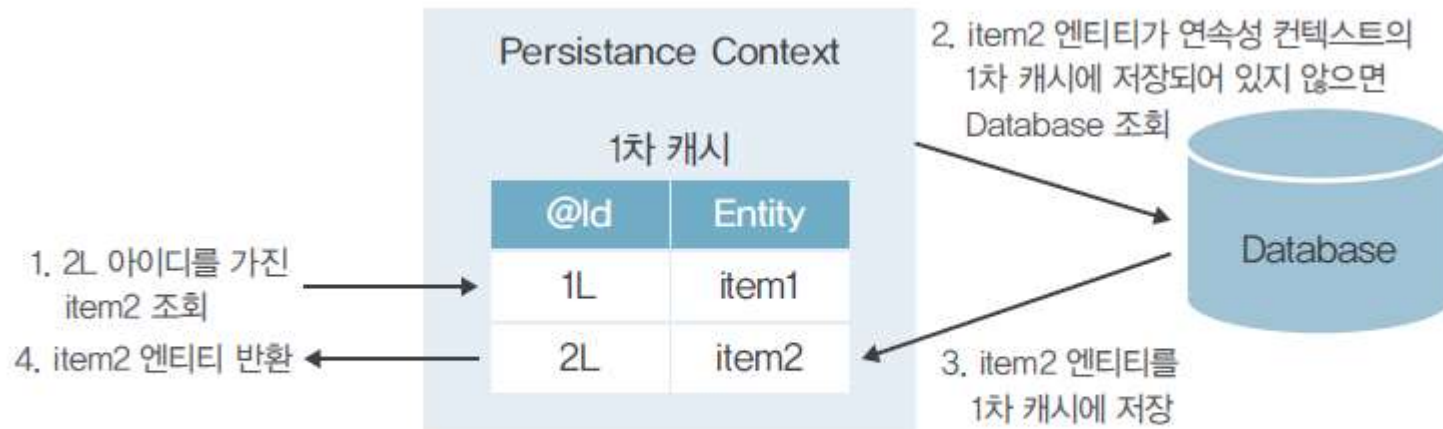 Persistance Context
1차 캐시
@Id Entity
1L item1
2L item2
1. 2L 아이디를 가진
item2 조회
2. item2 엔티티가 연속성 컨텍스트의
1차 캐시에 저장되어 있지 않으면
Database 조회
Database
3. item2 엔티티를
1차 캐시에 저장
4. item2 엔티티 반환